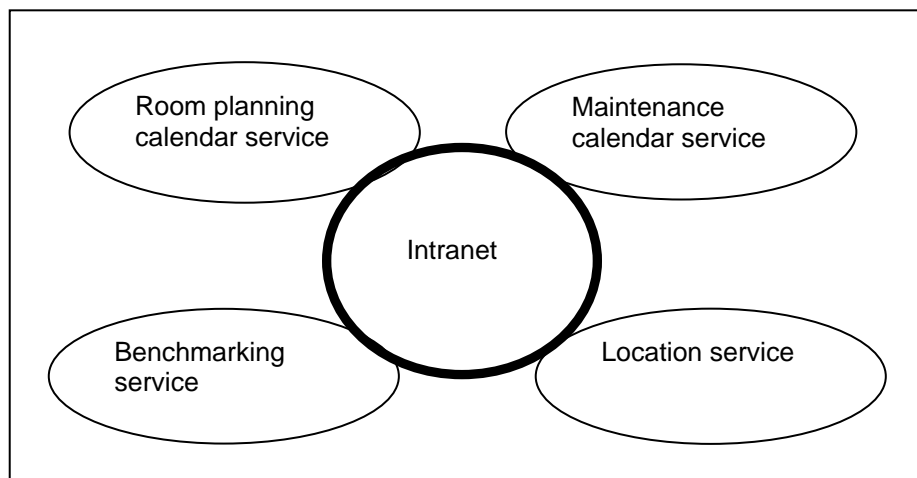 Room planning
calendar service
Maintenance
calendar service
Intranet
Benchmarking
service
Location service